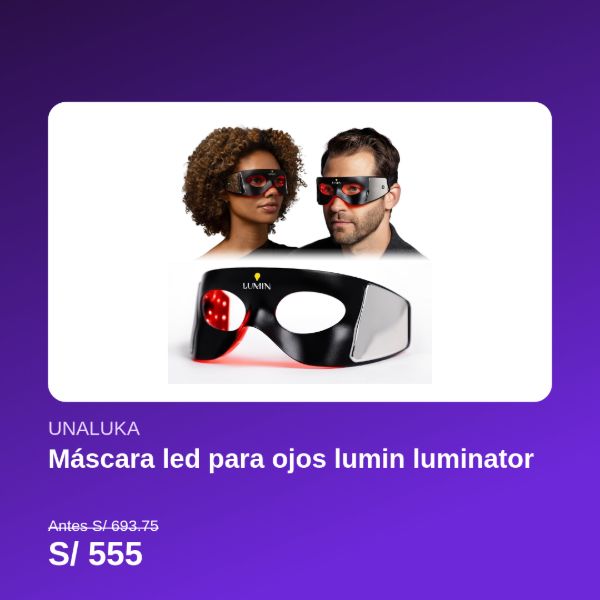 LUMIN
UNALUKA
Máscara led para ojos lumin luminator
Antes S/ 693.75
S/ 555